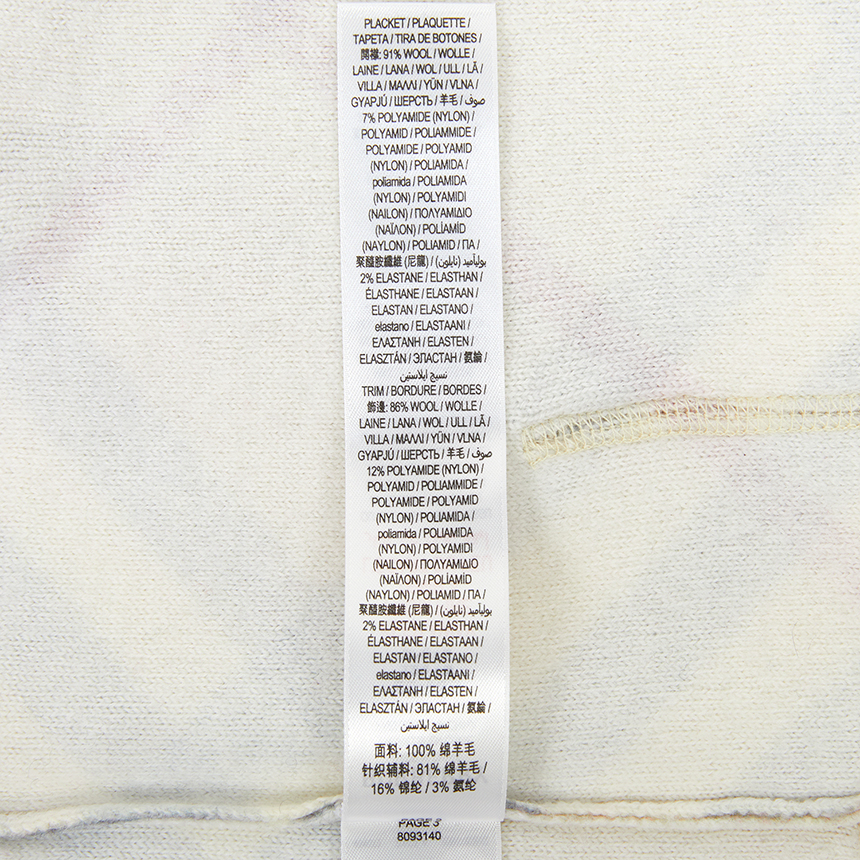 PLACKET / PLAQUETTE /
TAPETA / TIRA DE BOTONES /
開襟: 91% WOOL / WOLLE /
LAINE / LANA / WOL / ULL / LÃ /
VILLA / ΜΑΛΛΙ / YÜN / VLNA /
GYAPJÚ / ШЕРСТЬ / 羊毛 / صوف /
7% POLYAMIDE (NYLON) /
POLYAMID / POLIAMMIDE /
POLYAMIDE / POLYAMID
(NYLON) / POLIAMIDA /
poliamida / POLIAMIDA
(NYLON) / POLYAMIDI
(NAILON) / ΠΟΛΥΑΜΙΔΙΟ
(ΝΑΪΛΟΝ) / POLİAMİD
(NAYLON) / POLIAMID / ПА /
聚醯胺纖維 (尼龍) / بوليأميد (نايلون) /
2% ELASTANE / ELASTHAN /
ÉLASTHANE / ELASTAAN /
ELASTAN / ELASTANO /
elastano / ELASTAANI /
ΕΛΑΣΤΑΝΗ / ELASTEN /
ELASZTÁN / ЭЛАСТАН / 氨綸 /
نسيج ايلاستين
TRIM / BORDURE / BORDES /
飾邊: 86% WOOL / WOLLE /
LAINE / LANA / WOL / ULL / LÃ /
VILLA / ΜΑΛΛΙ / YÜN / VLNA /
GYAPJÚ / ШЕРСТЬ / 羊毛 / صوف /
12% POLYAMIDE (NYLON) /
POLYAMID / POLIAMMIDE /
POLYAMIDE / POLYAMID
(NYLON) / POLIAMIDA /
poliamida / POLIAMIDA
(NYLON) / POLYAMIDI
(NAILON) / ΠΟΛΥΑΜΙΔΙΟ
(ΝΑΪΛΟΝ) / POLİAMİD
(NAYLON) / POLIAMID / ПА /
聚醯胺纖維 (尼龍) / بوليأميد (نايلون) /
2% ELASTANE / ELASTHAN /
ÉLASTHANE / ELASTAAN /
ELASTAN / ELASTANO /
elastano / ELASTAANI /
ΕΛΑΣΤΑΝΗ / ELASTEN /
ELASZTÁN / ЭЛАСТАН / 氨綸 /
نسيج ايلاستين
面料: 100% 绵羊毛
针织辅料: 81% 绵羊毛 /
16% 锦纶 / 3% 氨纶
PAGE 3
8093140